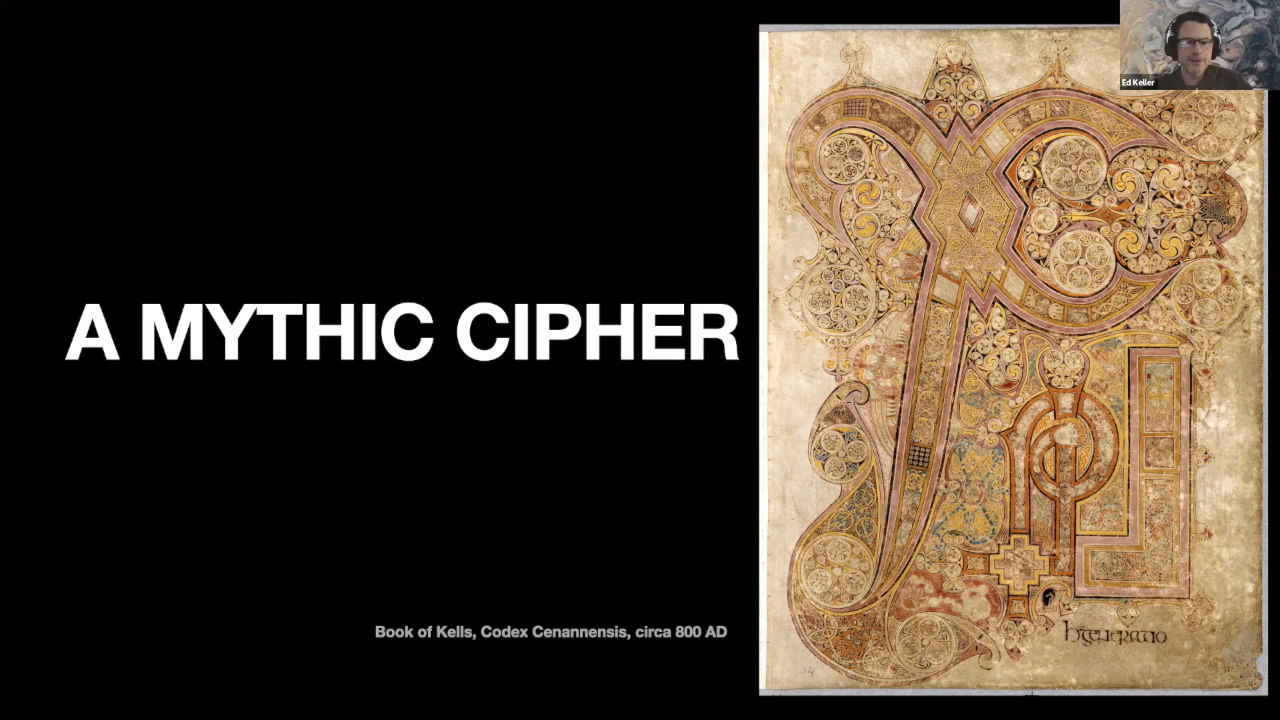 Ed Keller
A MYTHIC CIPHER
Book of Kells, Codex Cenannensis, circa 800 AD
generatio